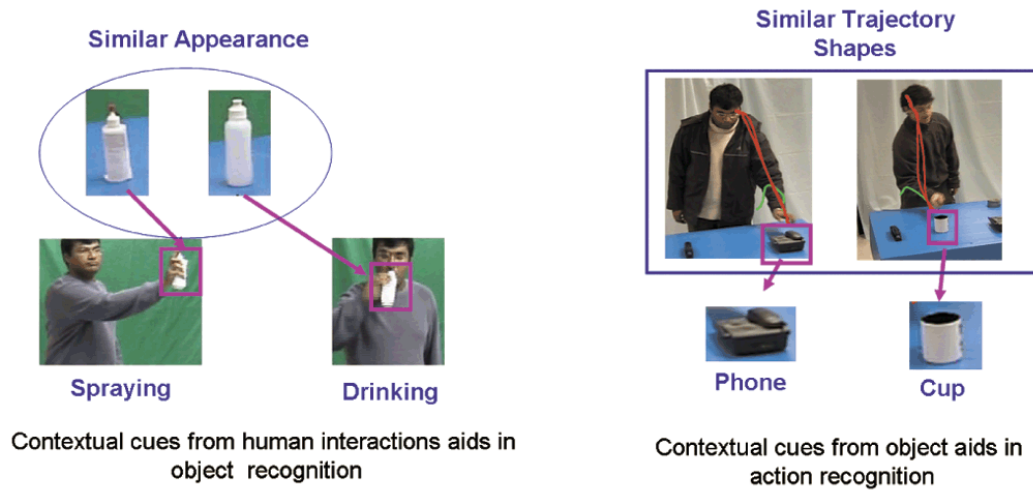 Similar Appearance
Spraying
Drinking
Contextual cues from human interactions aids in
object recognition
Similar Trajectory
Shapes
Phone
Cup
Contextual cues from object aids in
action recognition